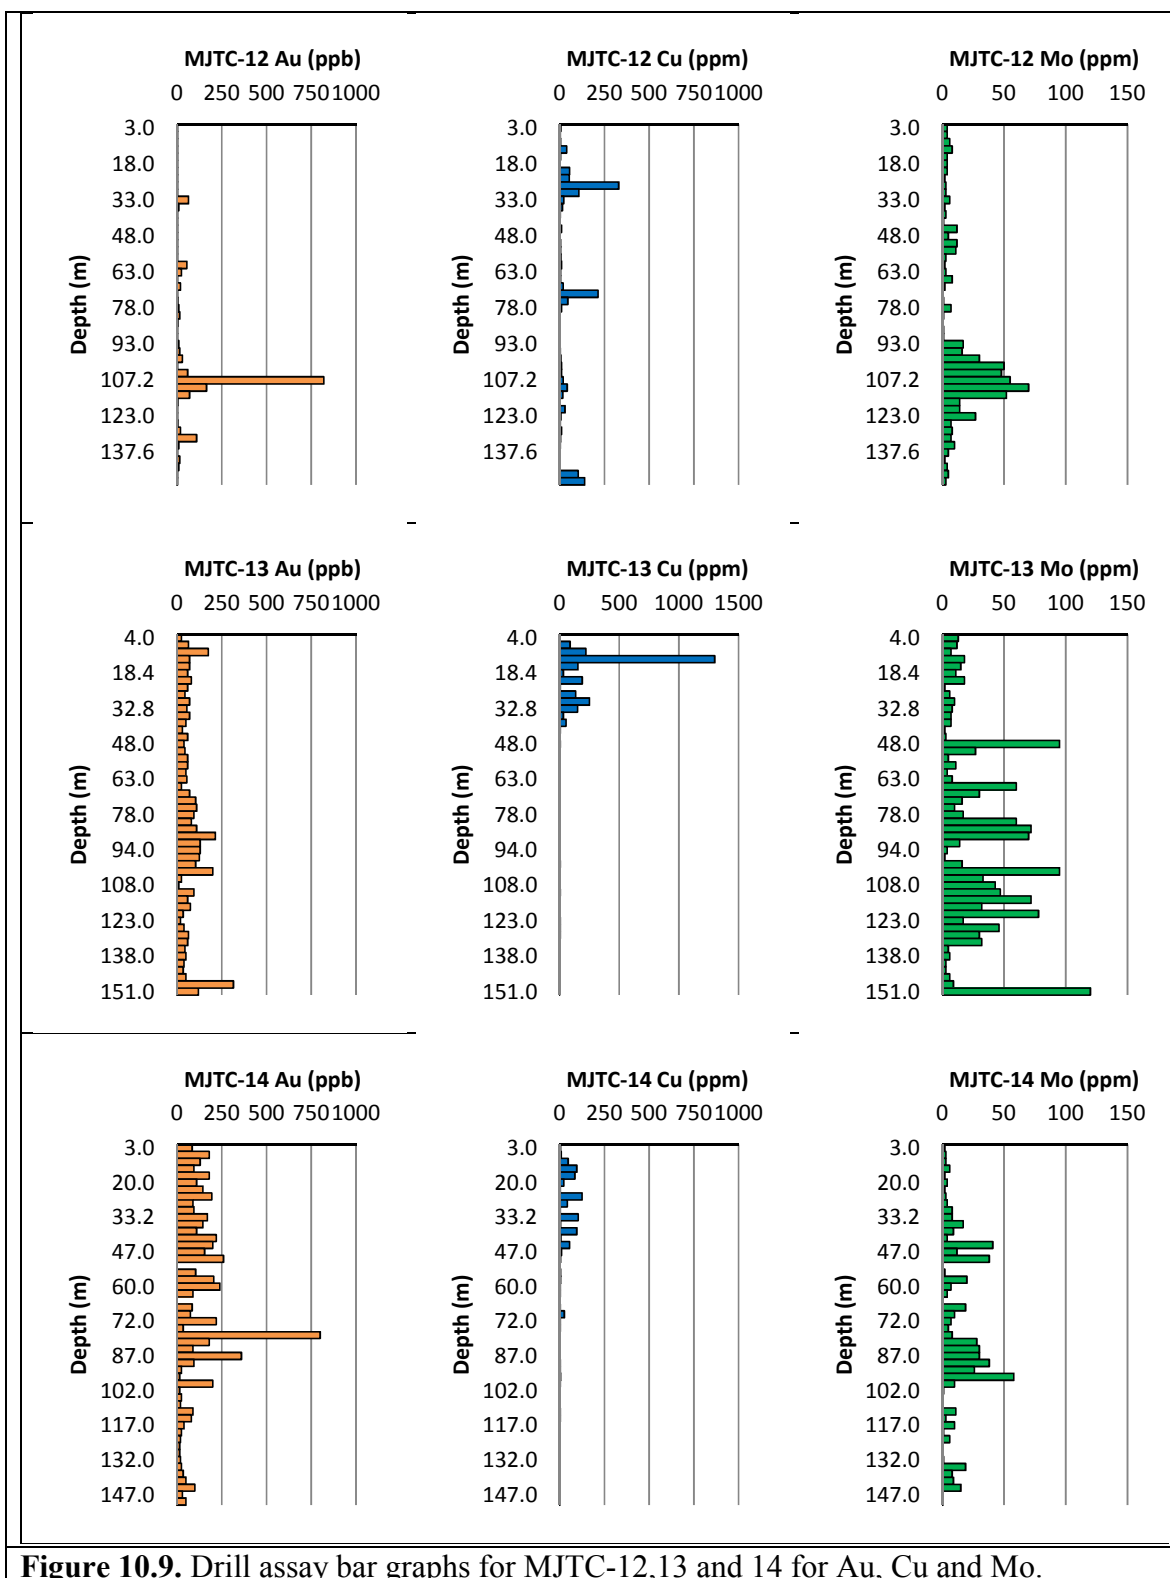 MJTC-12 Au (ppb) MJTC-12 Cu (ppm) MJTC-12 Mo (ppm)
0 250 500 750 1000 0 250 500 750 1000 0 50 100 150
3.0 3.0 3.0
18.0 18.0 18.0
33.0 33.0 33.0
48.0 48.0 48.0
63.0 63.0 63.0
78.0 78.0 78.0
93.0 93.0 93.0
107.2 107.2 107.2
123.0 123.0 123.0
137.6 137.6 137.6
Depth (m) Depth (m) Depth (m)
MJTC-13 Au (ppb) MJTC-13 Cu (ppm) MJTC-13 Mo (ppm)
0 250 500 750 1000 0 500 1000 1500 0 50 100 150
4.0 4.0 4.0
18.4 18.4 18.4
32.8 32.8 32.8
48.0 48.0 48.0
63.0 63.0 63.0
78.0 78.0 78.0
94.0 94.0 94.0
108.0 108.0 108.0
123.0 123.0 123.0
138.0 138.0 138.0
151.0 151.0 151.0
Depth (m) Depth (m) Depth (m)
MJTC-14 Au (ppb) MJTC-14 Cu (ppm) MJTC-14 Mo (ppm)
0 250 500 750 1000 0 250 500 750 1000 0 50 100 150
3.0 3.0 3.0
20.0 20.0 20.0
33.2 33.2 33.2
47.0 47.0 47.0
60.0 60.0 60.0
72.0 72.0 72.0
87.0 87.0 87.0
102.0 102.0 102.0
117.0 117.0 117.0
132.0 132.0 132.0
147.0 147.0 147.0
Depth (m) Depth (m) Depth (m)
Figure 10.9. Drill assay bar graphs for MJTC-12,13 and 14 for Au, Cu and Mo.